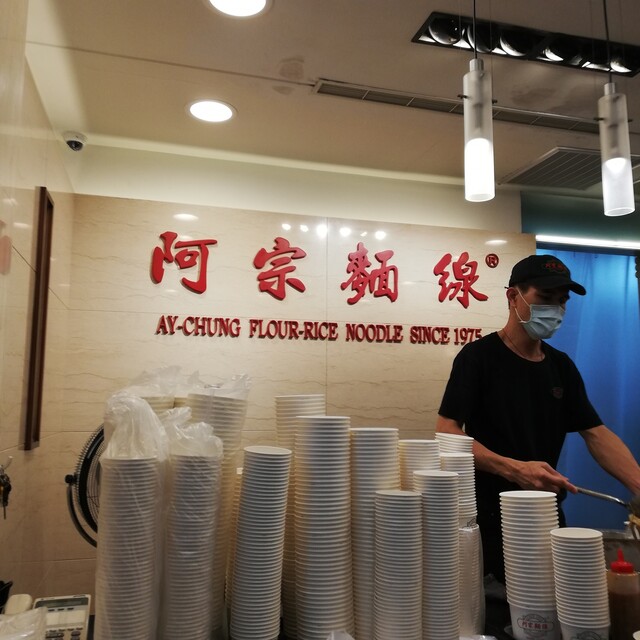 阿宗麵線®
AY-CHUNG FLOUR-RICE NOODLE SINCE 1975